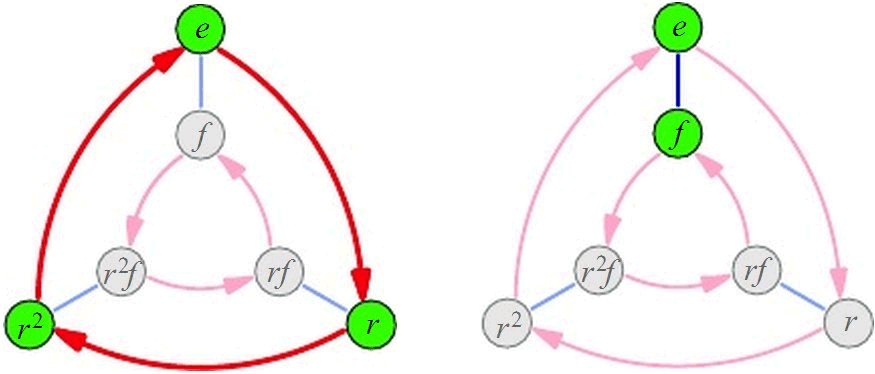 e e
f f
r²f rf r²f rf
r² r r² r